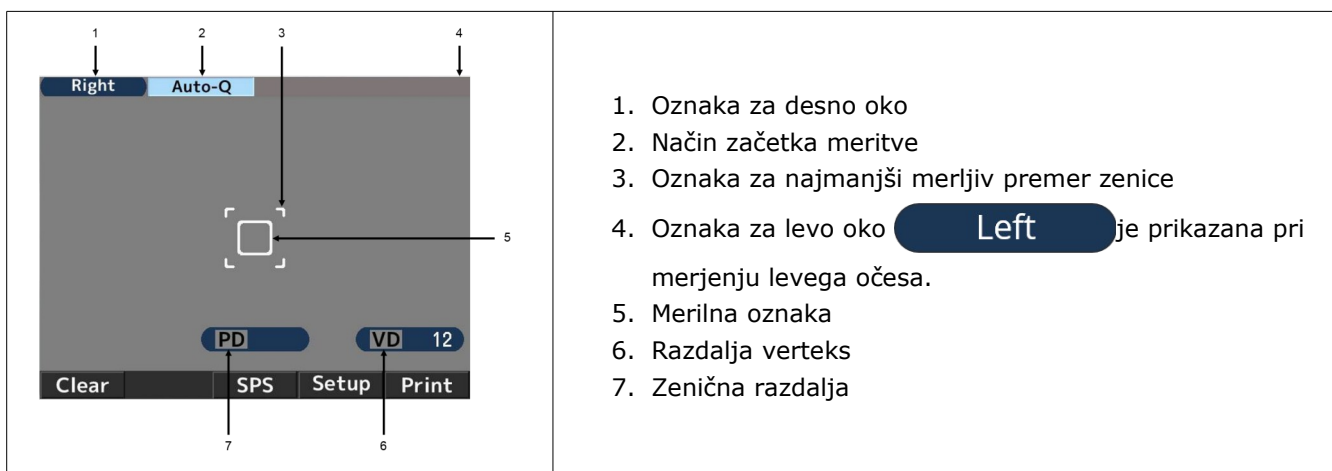 1 2 3 4
Right Auto-Q
5
PD VD 12
Clear SPS Setup Print
7 6
1. Oznaka za desno oko
2. Način začetka meritve
3. Oznaka za najmanjši merljiv premer zenice
4. Oznaka za levo oko Left je prikazana pri
merjenju levega očesa.
5. Merilna oznaka
6. Razdalja verteks
7. Zenična razdalja